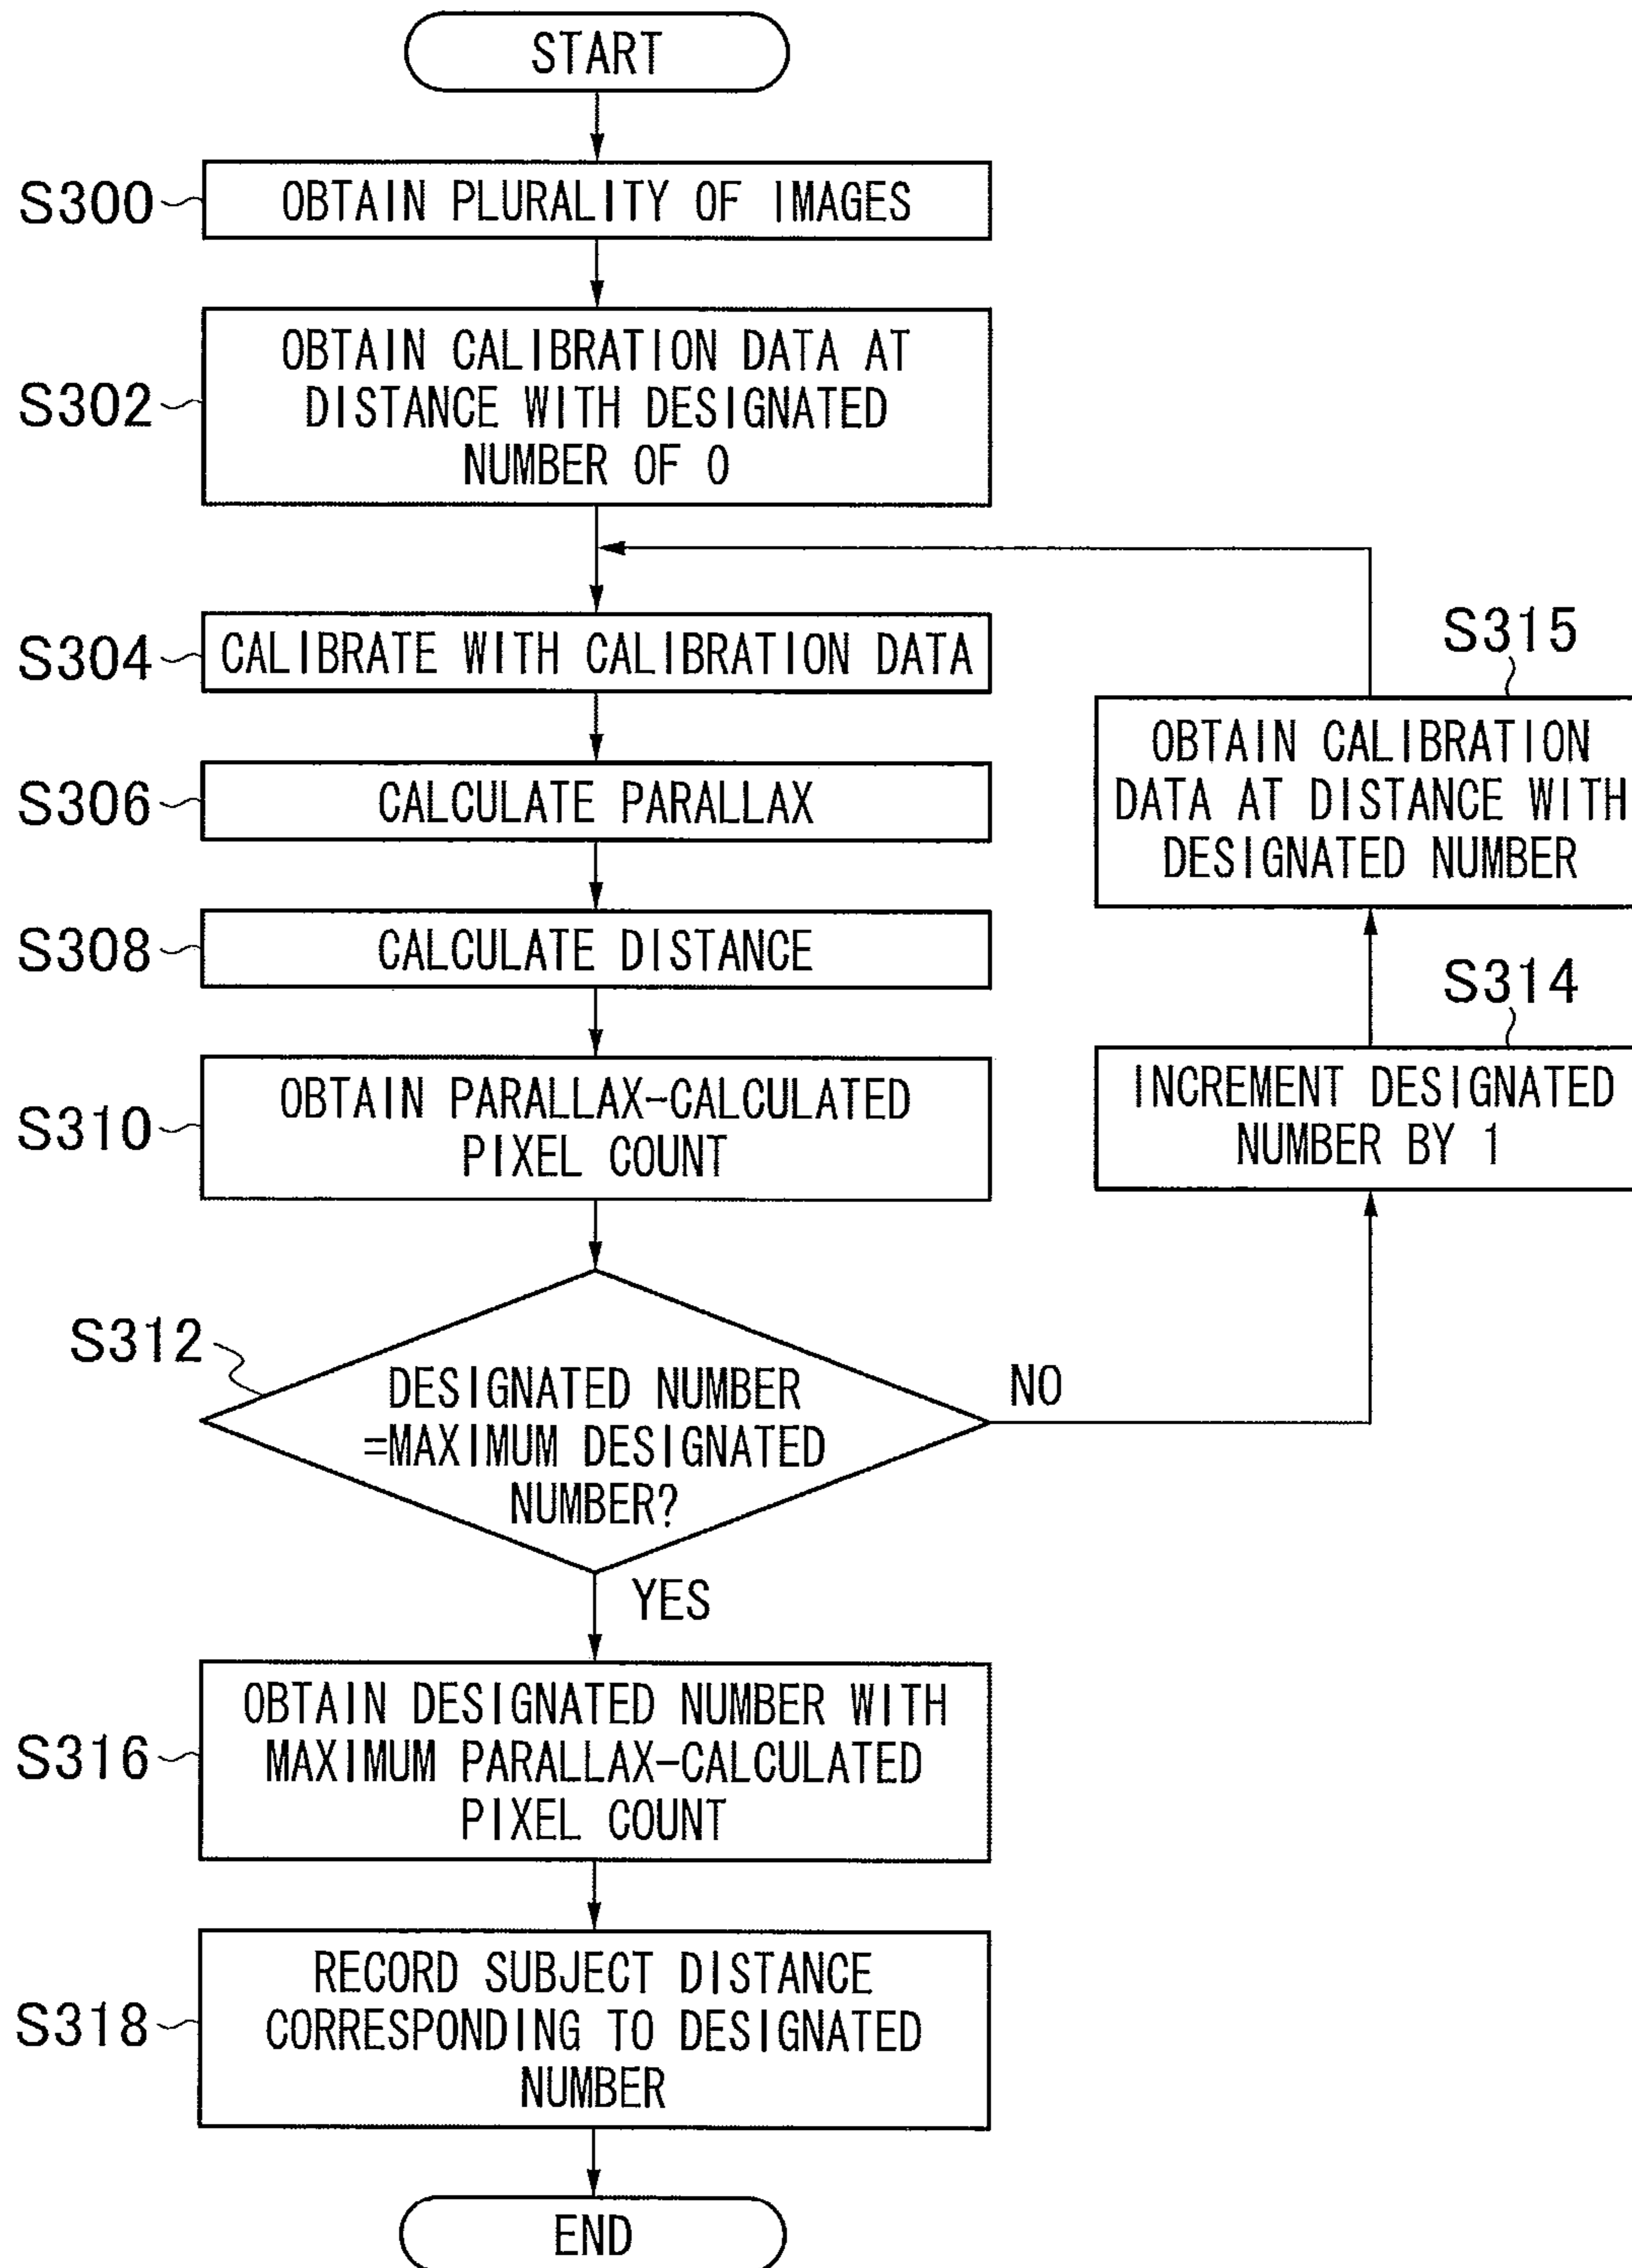 START
S300
OBTAIN PLURALITY OF IMAGES
S302
OBTAIN CALIBRATION DATA AT
DISTANCE WITH DESIGNATED
NUMBER OF 0
S304
CALIBRATE WITH CALIBRATION DATA
S306
CALCULATE PARALLAX
S308
CALCULATE DISTANCE
S310
OBTAIN PARALLAX-CALCULATED
PIXEL COUNT
S312
DESIGNATED NUMBER
=MAXIMUM DESIGNATED
NUMBER?
NO
S314
INCREMENT DESIGNATED
NUMBER BY 1
S315
OBTAIN CALIBRATION
DATA AT DISTANCE WITH
DESIGNATED NUMBER
YES
S316
OBTAIN DESIGNATED NUMBER WITH
MAXIMUM PARALLAX-CALCULATED
PIXEL COUNT
S318
RECORD SUBJECT DISTANCE
CORRESPONDING TO DESIGNATED
NUMBER
END